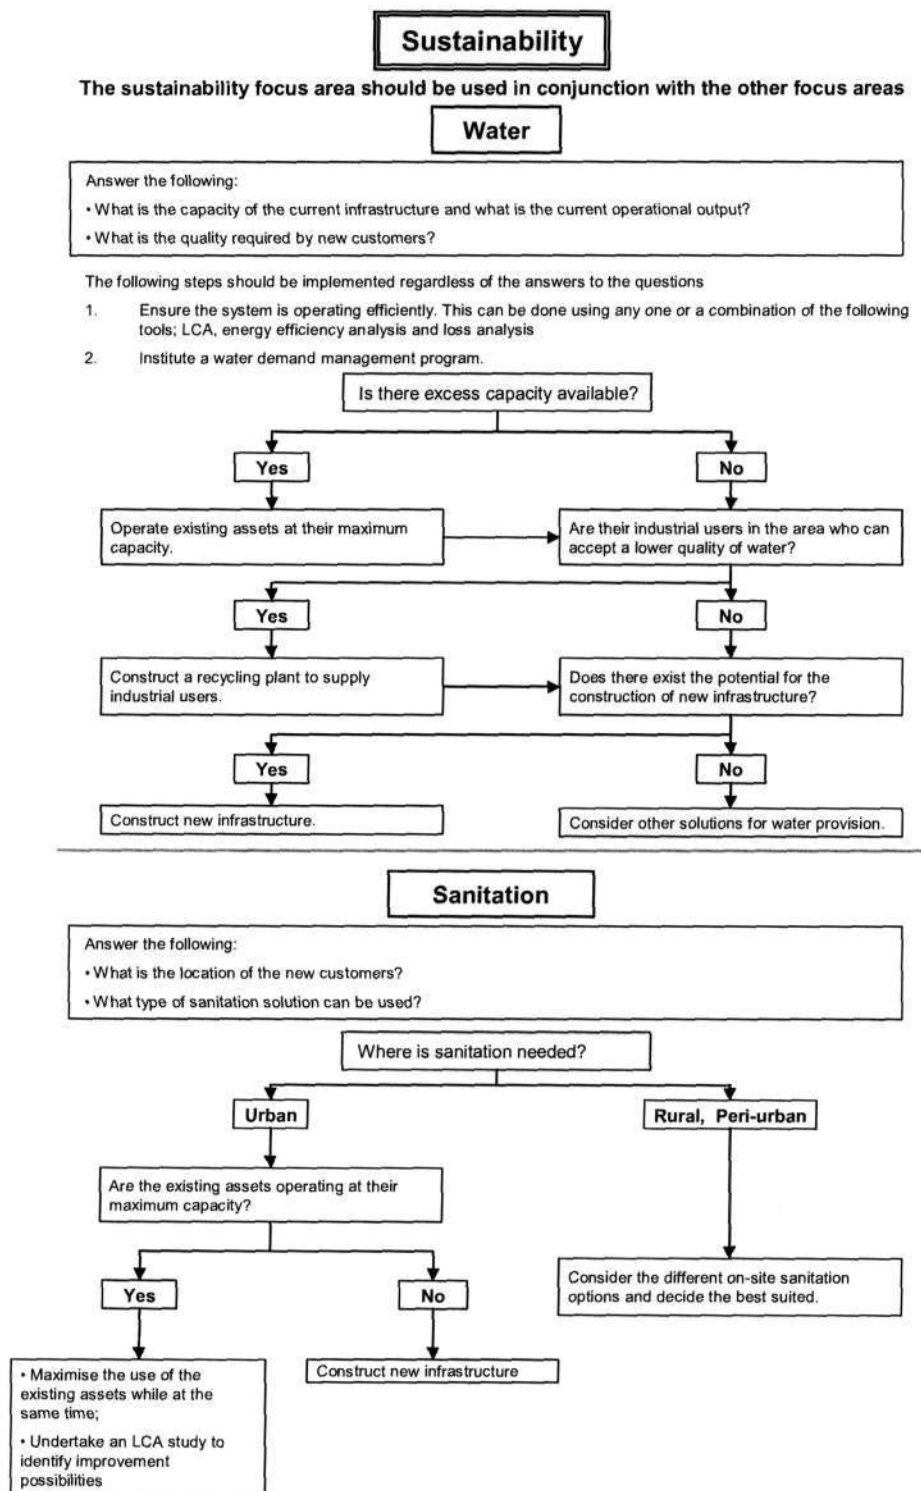 Sustainability
The sustainability focus area should be used in conjunction with the other focus areas
Water
Answer the following:
• What is the capacity of the current infrastructure and what is the current operational output?
• What is the quality required by new customers?
The following steps should be implemented regardless of the answers to the questions
1. Ensure the system is operating efficiently. This can be done using any one or a combination of the following
tools; LCA, energy efficiency analysis and loss analysis
2. Institute a water demand management program.
Is there excess capacity available?
Yes
No
Operate existing assets at their maximum
capacity.
Are their industrial users in the area who can
accept a lower quality of water?
Yes
No
Construct a recycling plant to supply
industrial users.
Does there exist the potential for the
construction of new infrastructure?
Yes
No
Construct new infrastructure.
Consider other solutions for water provision.
Sanitation
Answer the following:
• What is the location of the new customers?
• What type of sanitation solution can be used?
Where is sanitation needed?
Urban
Rural, Peri-urban
Are the existing assets operating at their
maximum capacity?
Consider the different on-site sanitation
options and decide the best suited.
Yes
No
• Maximise the use of the
existing assets while at the
same time;
• Undertake an LCA study to
identify improvement
possibilities
Construct new infrastructure